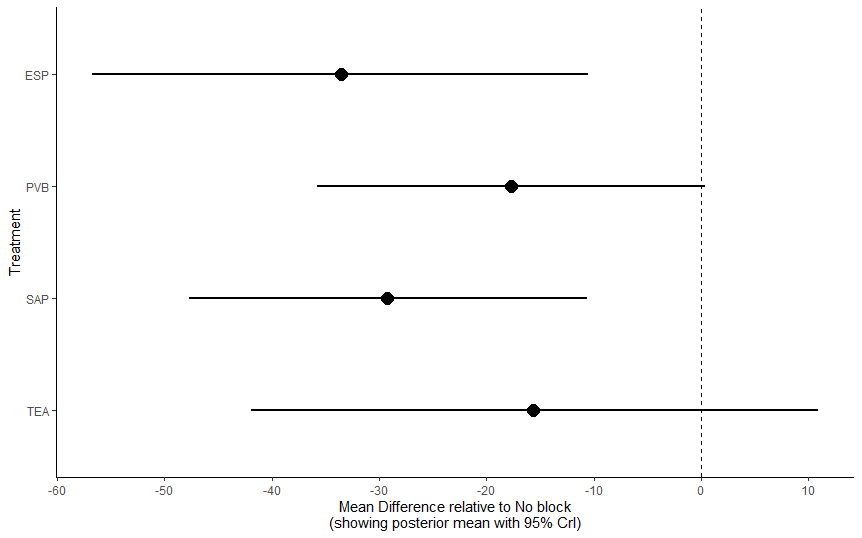 ESP
PVB
SAP
TEA
Treatment
-60 -50 -40 -30 -20 -10 0 10
Mean Difference relative to No block
(showing posterior mean with 95% CrI)